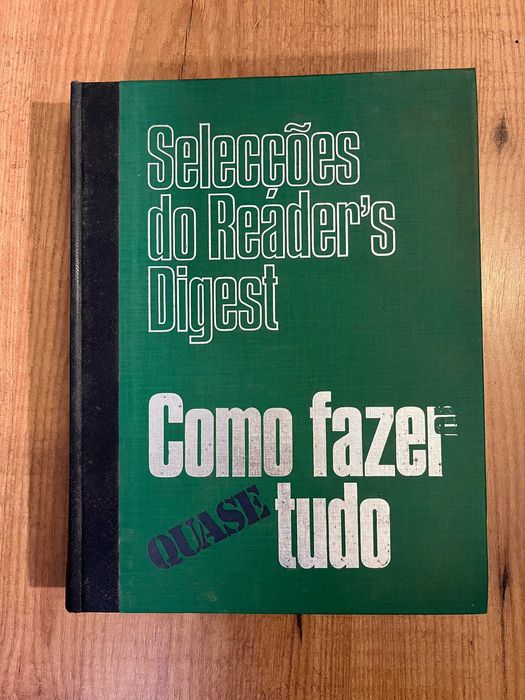 Selecções
do Reader's
Digest
Como fazer
QUASE tudo